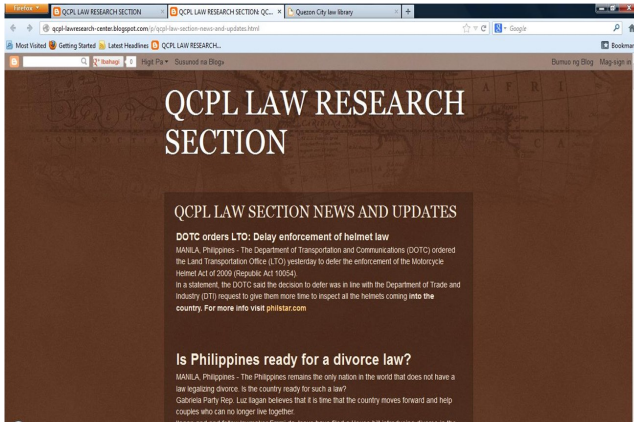 Firefox
QCPL LAW RESEARCH SECTION
QCPL LAW RESEARCH SECTION: QC...
Quezon City law library
qcpl-lawresearch-center.blogspot.com/p/qcpl-law-section-news-and-updates.html
Google
Most Visited Getting Started Latest Headlines QCPL LAW RESEARCH...
Bookmar
Ibahagi 0 Higit Pa Susunod na Blog» Bumuo ng Blog Mag-sign in
QCPL LAW RESEARCH
SECTION
QCPL LAW SECTION NEWS AND UPDATES
DOTC orders LTO: Delay enforcement of helmet law
MANILA, Philippines - The Department of Transportation and Communications (DOTC) ordered
the Land Transportation Office (LTO) yesterday to defer the enforcement of the Motorcycle
Helmet Act of 2009 (Republic Act 10054).
In a statement, the DOTC said the decision to defer was in line with the Department of Trade and
Industry (DTI) request to give them more time to inspect all the helmets coming into the
country. For more info visit philstar.com
Is Philippines ready for a divorce law?
MANILA, Philippines - The Philippines remains the only nation in the world that does not have a
law legalizing divorce. Is the country ready for such a law?
Gabriela Party Rep. Luz Ilagan believes that it is time that the country moves forward and help
couples who can no longer live together.